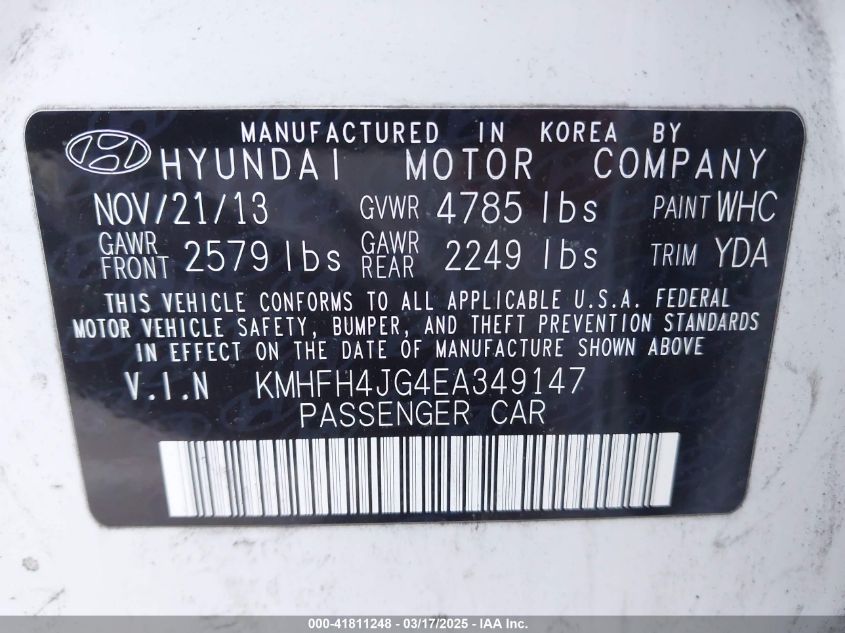 MANUFACTURED IN KOREA BY
HYUNDAI MOTOR COMPANY
NOV/21/13 GVWR 4785 lbs PAINT WHC
GAWR FRONT 2579 lbs GAWR REAR 2249 lbs TRIM YDA
THIS VEHICLE CONFORMS TO ALL APPLICABLE U.S.A. FEDERAL
MOTOR VEHICLE SAFETY, BUMPER, AND THEFT PREVENTION STANDARDS
IN EFFECT ON THE DATE OF MANUFACTURE SHOWN ABOVE
V.I.N KMHFH4JG4EA349147
PASSENGER CAR
000-41811248 - 03/17/2025 - IAA Inc.